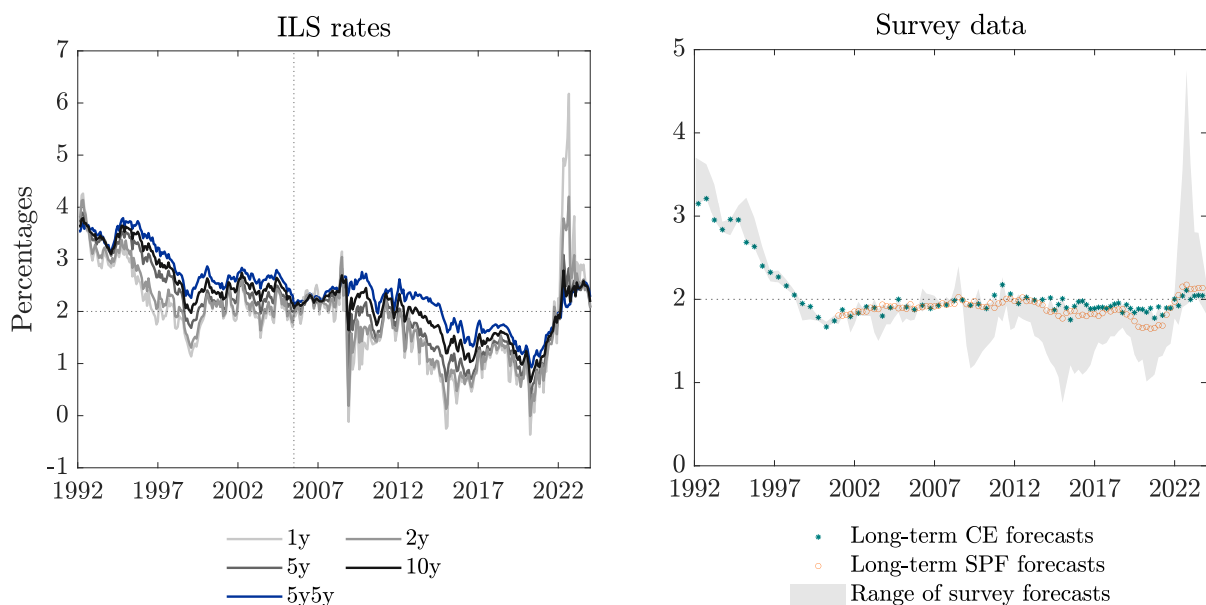 ILS rates
Percentages
7
6
5
4
3
2
1
0
-1
1992 1997 2002 2007 2012 2017 2022
1y 2y
5y 10y
5y5y
Survey data
5
4
3
2
1
0
1992 1997 2002 2007 2012 2017 2022
Long-term CE forecasts
Long-term SPF forecasts
Range of survey forecasts